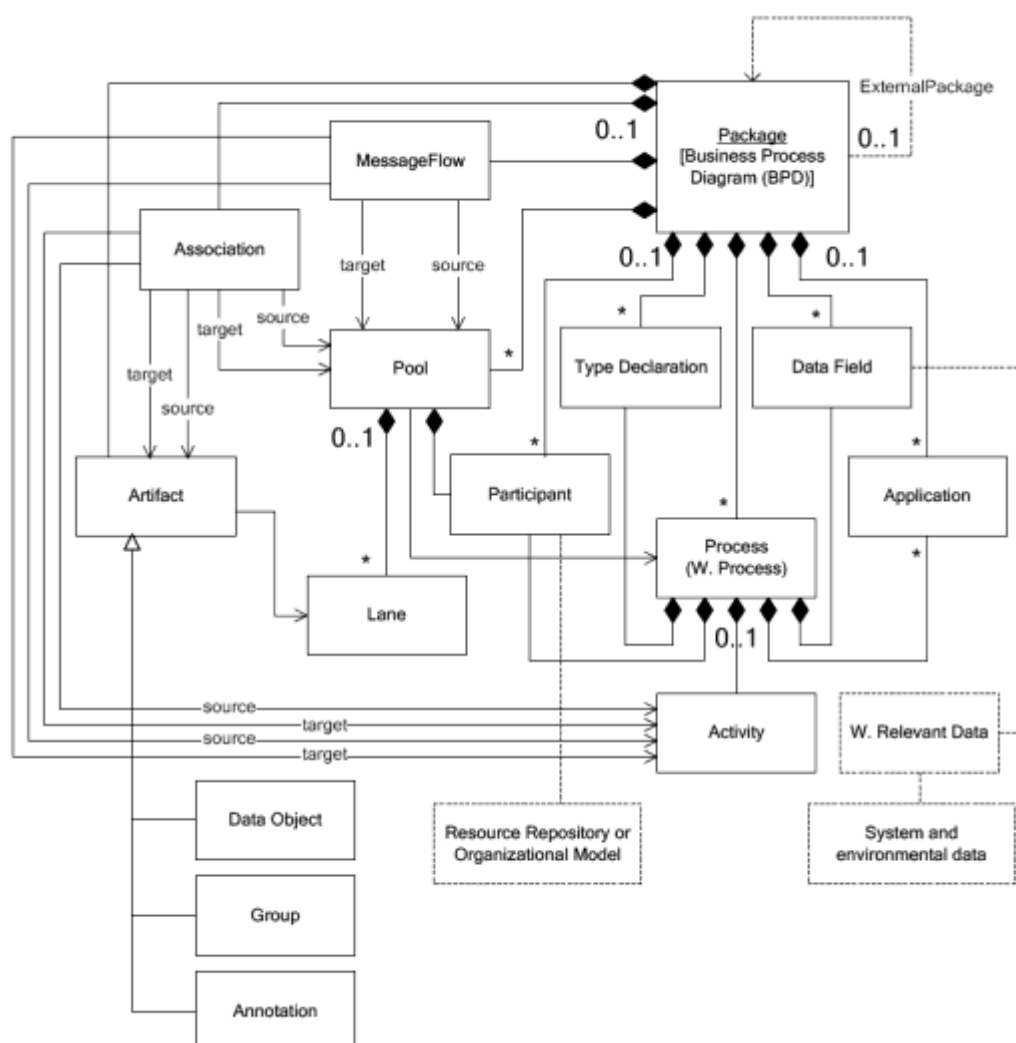 ExternalPackage
0..1
0..1
Package
[Business Process
Diagram (BPD)]
MessageFlow
Association
target
source
0..1
0..1
target
source
*
*
*
Pool
Type Declaration
Data Field
target
source
0..1
*
*
Artifact
Participant
Application
*
*
Process
(W. Process)
*
Lane
0..1
source
target
source
target
Activity
W. Relevant Data
Data Object
Resource Repository or
Organizational Model
System and
environmental data
Group
Annotation